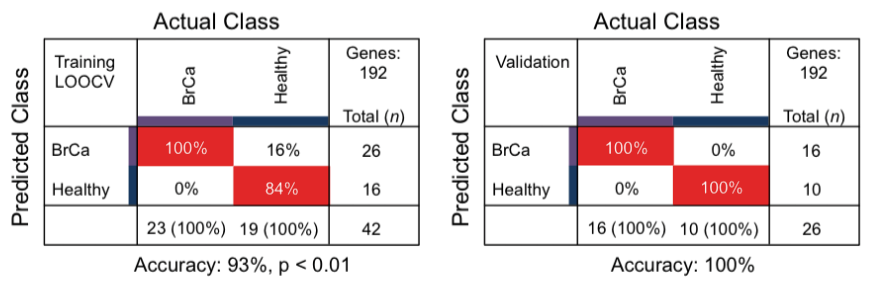 Actual Class
Predicted Class
Training
LOOCV
BrCa
Healthy
Genes:
192
Total (n)
BrCa 100% 16% 26
Healthy 0% 84% 16
23 (100%) 19 (100%) 42
Accuracy: 93%, p < 0.01
Actual Class
Predicted Class
Validation
BrCa
Healthy
Genes:
192
Total (n)
BrCa 100% 0% 16
Healthy 0% 100% 10
16 (100%) 10 (100%) 26
Accuracy: 100%